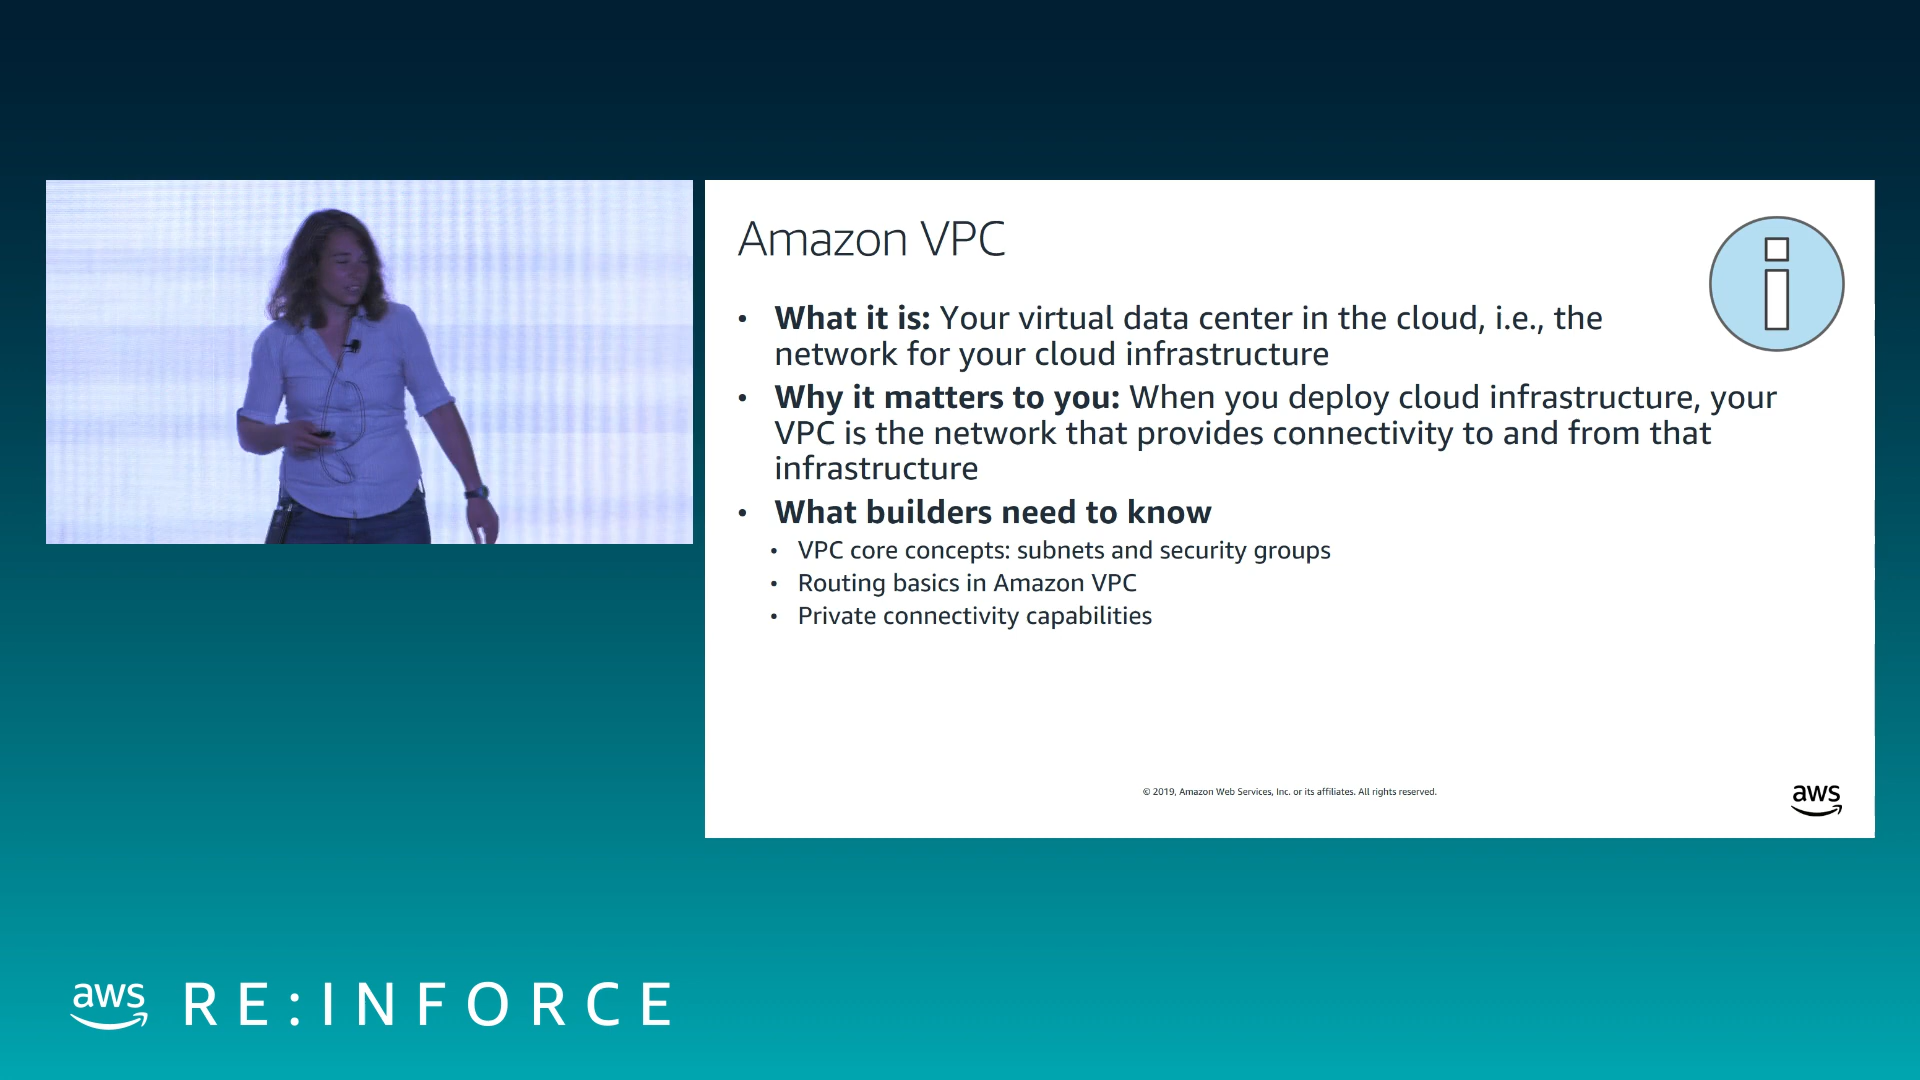 Amazon VPC
• What it is: Your virtual data center in the cloud, i.e., the
network for your cloud infrastructure
• Why it matters to you: When you deploy cloud infrastructure, your
VPC is the network that provides connectivity to and from that
infrastructure
• What builders need to know
• VPC core concepts: subnets and security groups
• Routing basics in Amazon VPC
• Private connectivity capabilities
© 2019, Amazon Web Services, Inc. or its affiliates. All rights reserved.
aws
aws RE:INFORCE